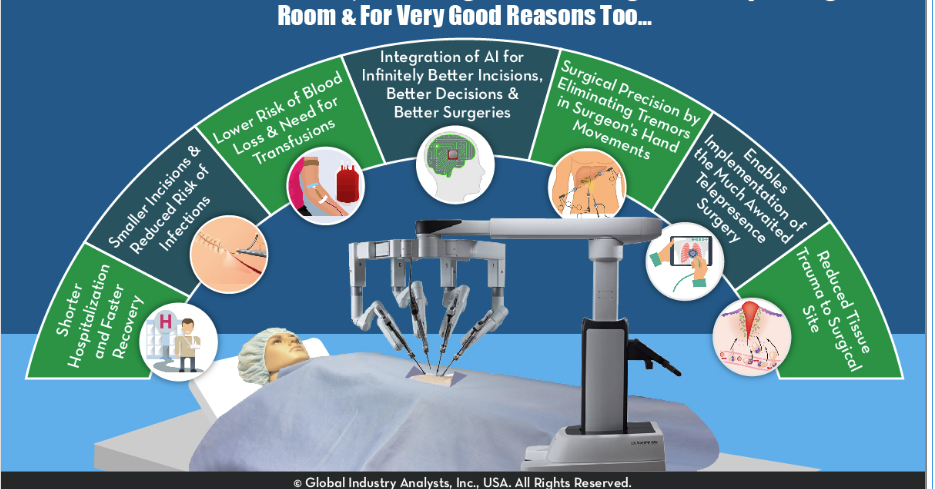 Room & For Very Good Reasons Too...
Shorter
Hospitalization
and Faster
Recovery
Smaller Incisions &
Reduced Risk of
Infections
Lower Risk of Blood
Loss & Need for
Transfusions
Integration of AI for
Infinitely Better Incisions,
Better Decisions &
Better Surgeries
Surgical Precision by
Eliminating Tremors
in Surgeon's Hand
Movements
Enables
Implementation of
the Much Awaited
Telepresence
Surgery
Reduced Tissue
Trauma to Surgical
Site
H
© Global Industry Analysts, Inc., USA. All Rights Reserved.